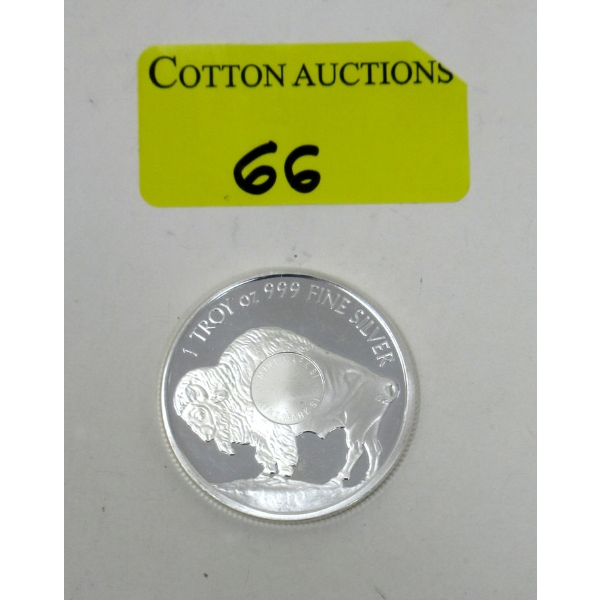 COTTON AUCTIONS
66
1 TROY oz 999 FINE SILVER